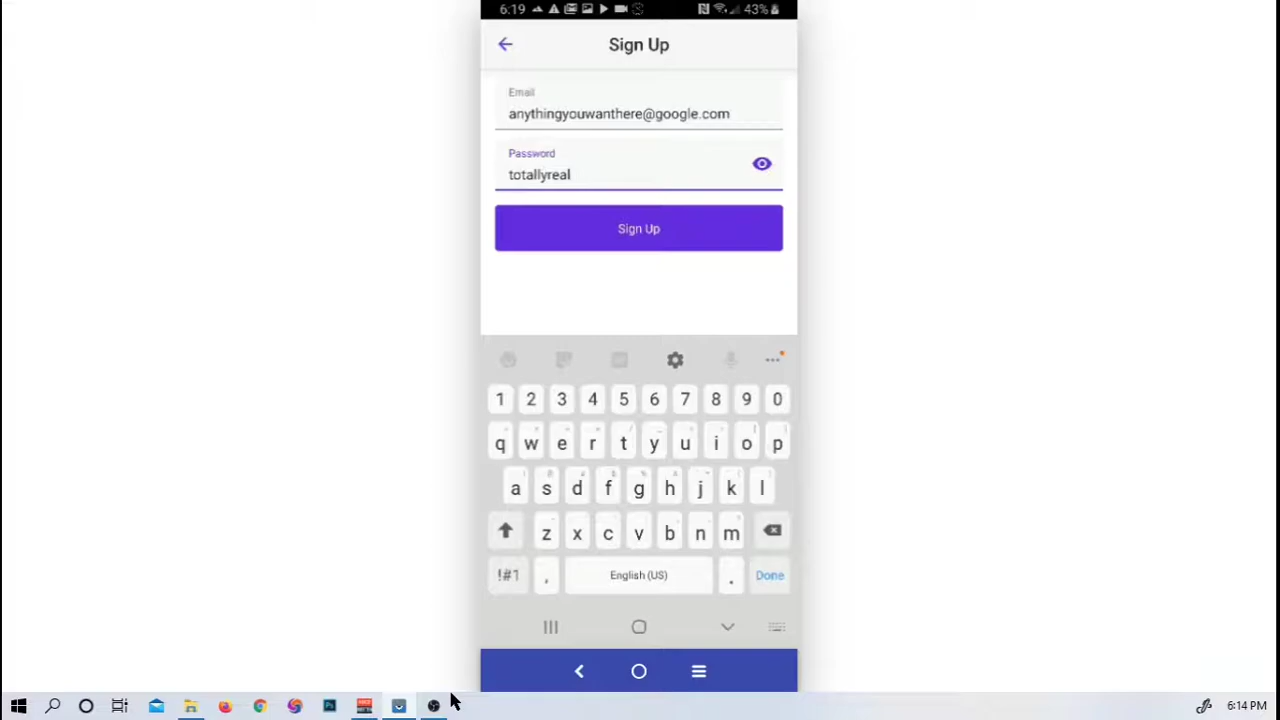 6:19 43%
Sign Up
Email
anythingyouwanthere@google.com
Password
totallyreal
Sign Up
1 2 3 4 5 6 7 8 9 0
q w e r t y u i o p
a s d f g h j k l
z x c v b n m
!#1 , English (US) . Done
6:14 PM